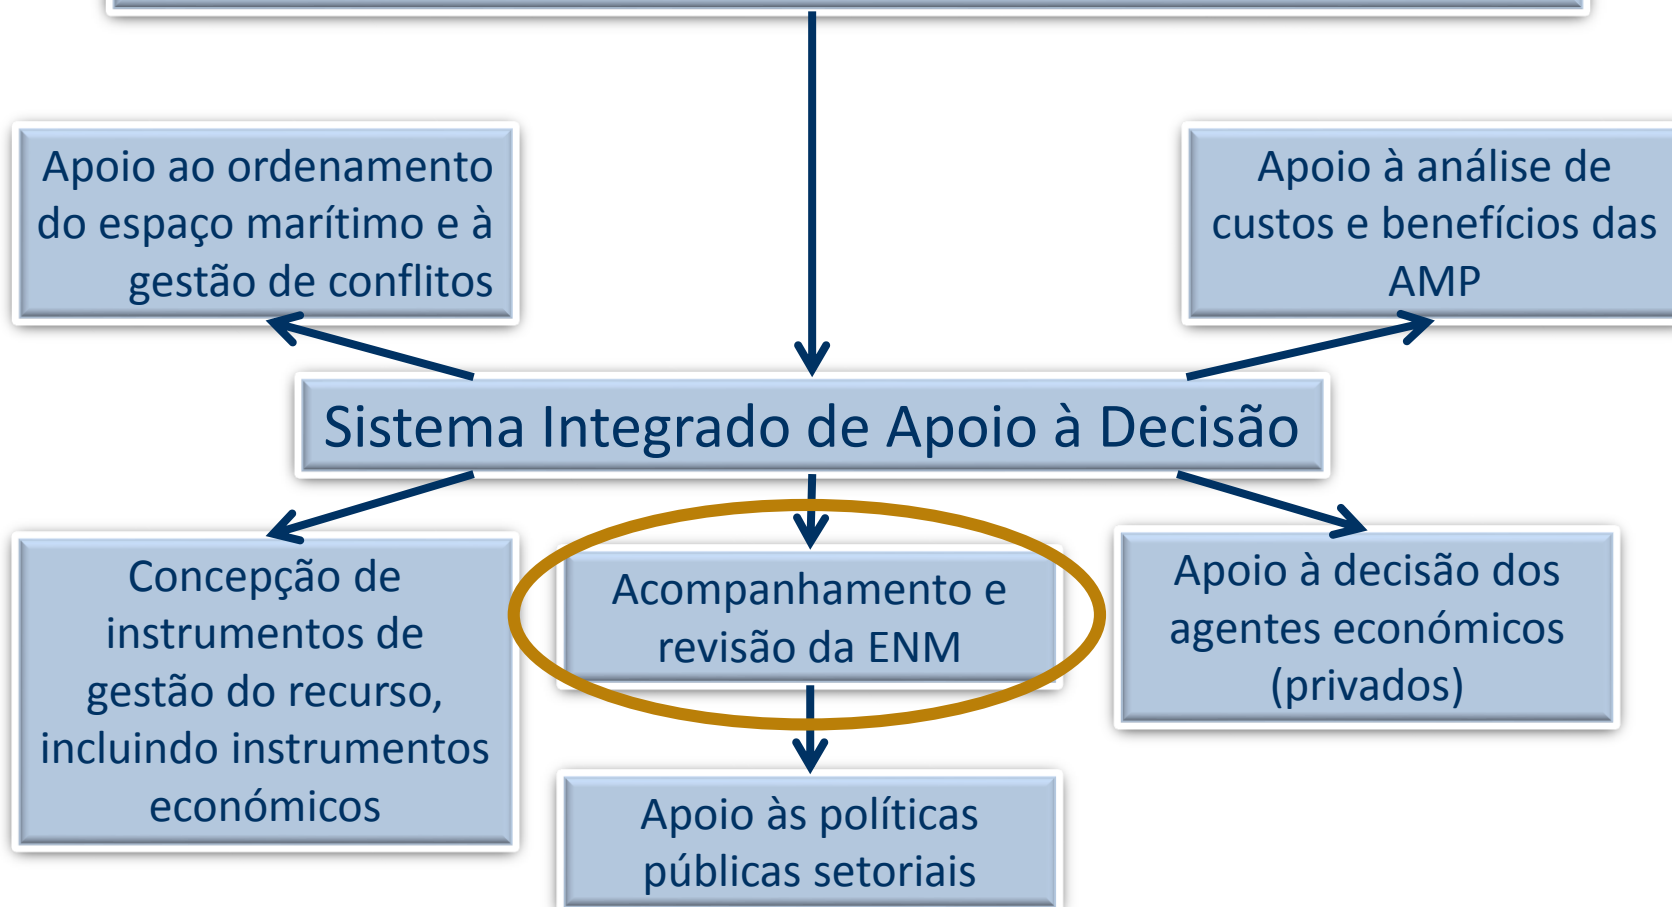 Apoio ao ordenamento
do espaço marítimo e à
gestão de conflitos
Apoio à análise de
custos e benefícios das
AMP
Sistema Integrado de Apoio à Decisão
Concepção de
instrumentos de
gestão do recurso,
incluindo instrumentos
económicos
Acompanhamento e
revisão da ENM
Apoio à decisão dos
agentes económicos
(privados)
Apoio às políticas
públicas setoriais